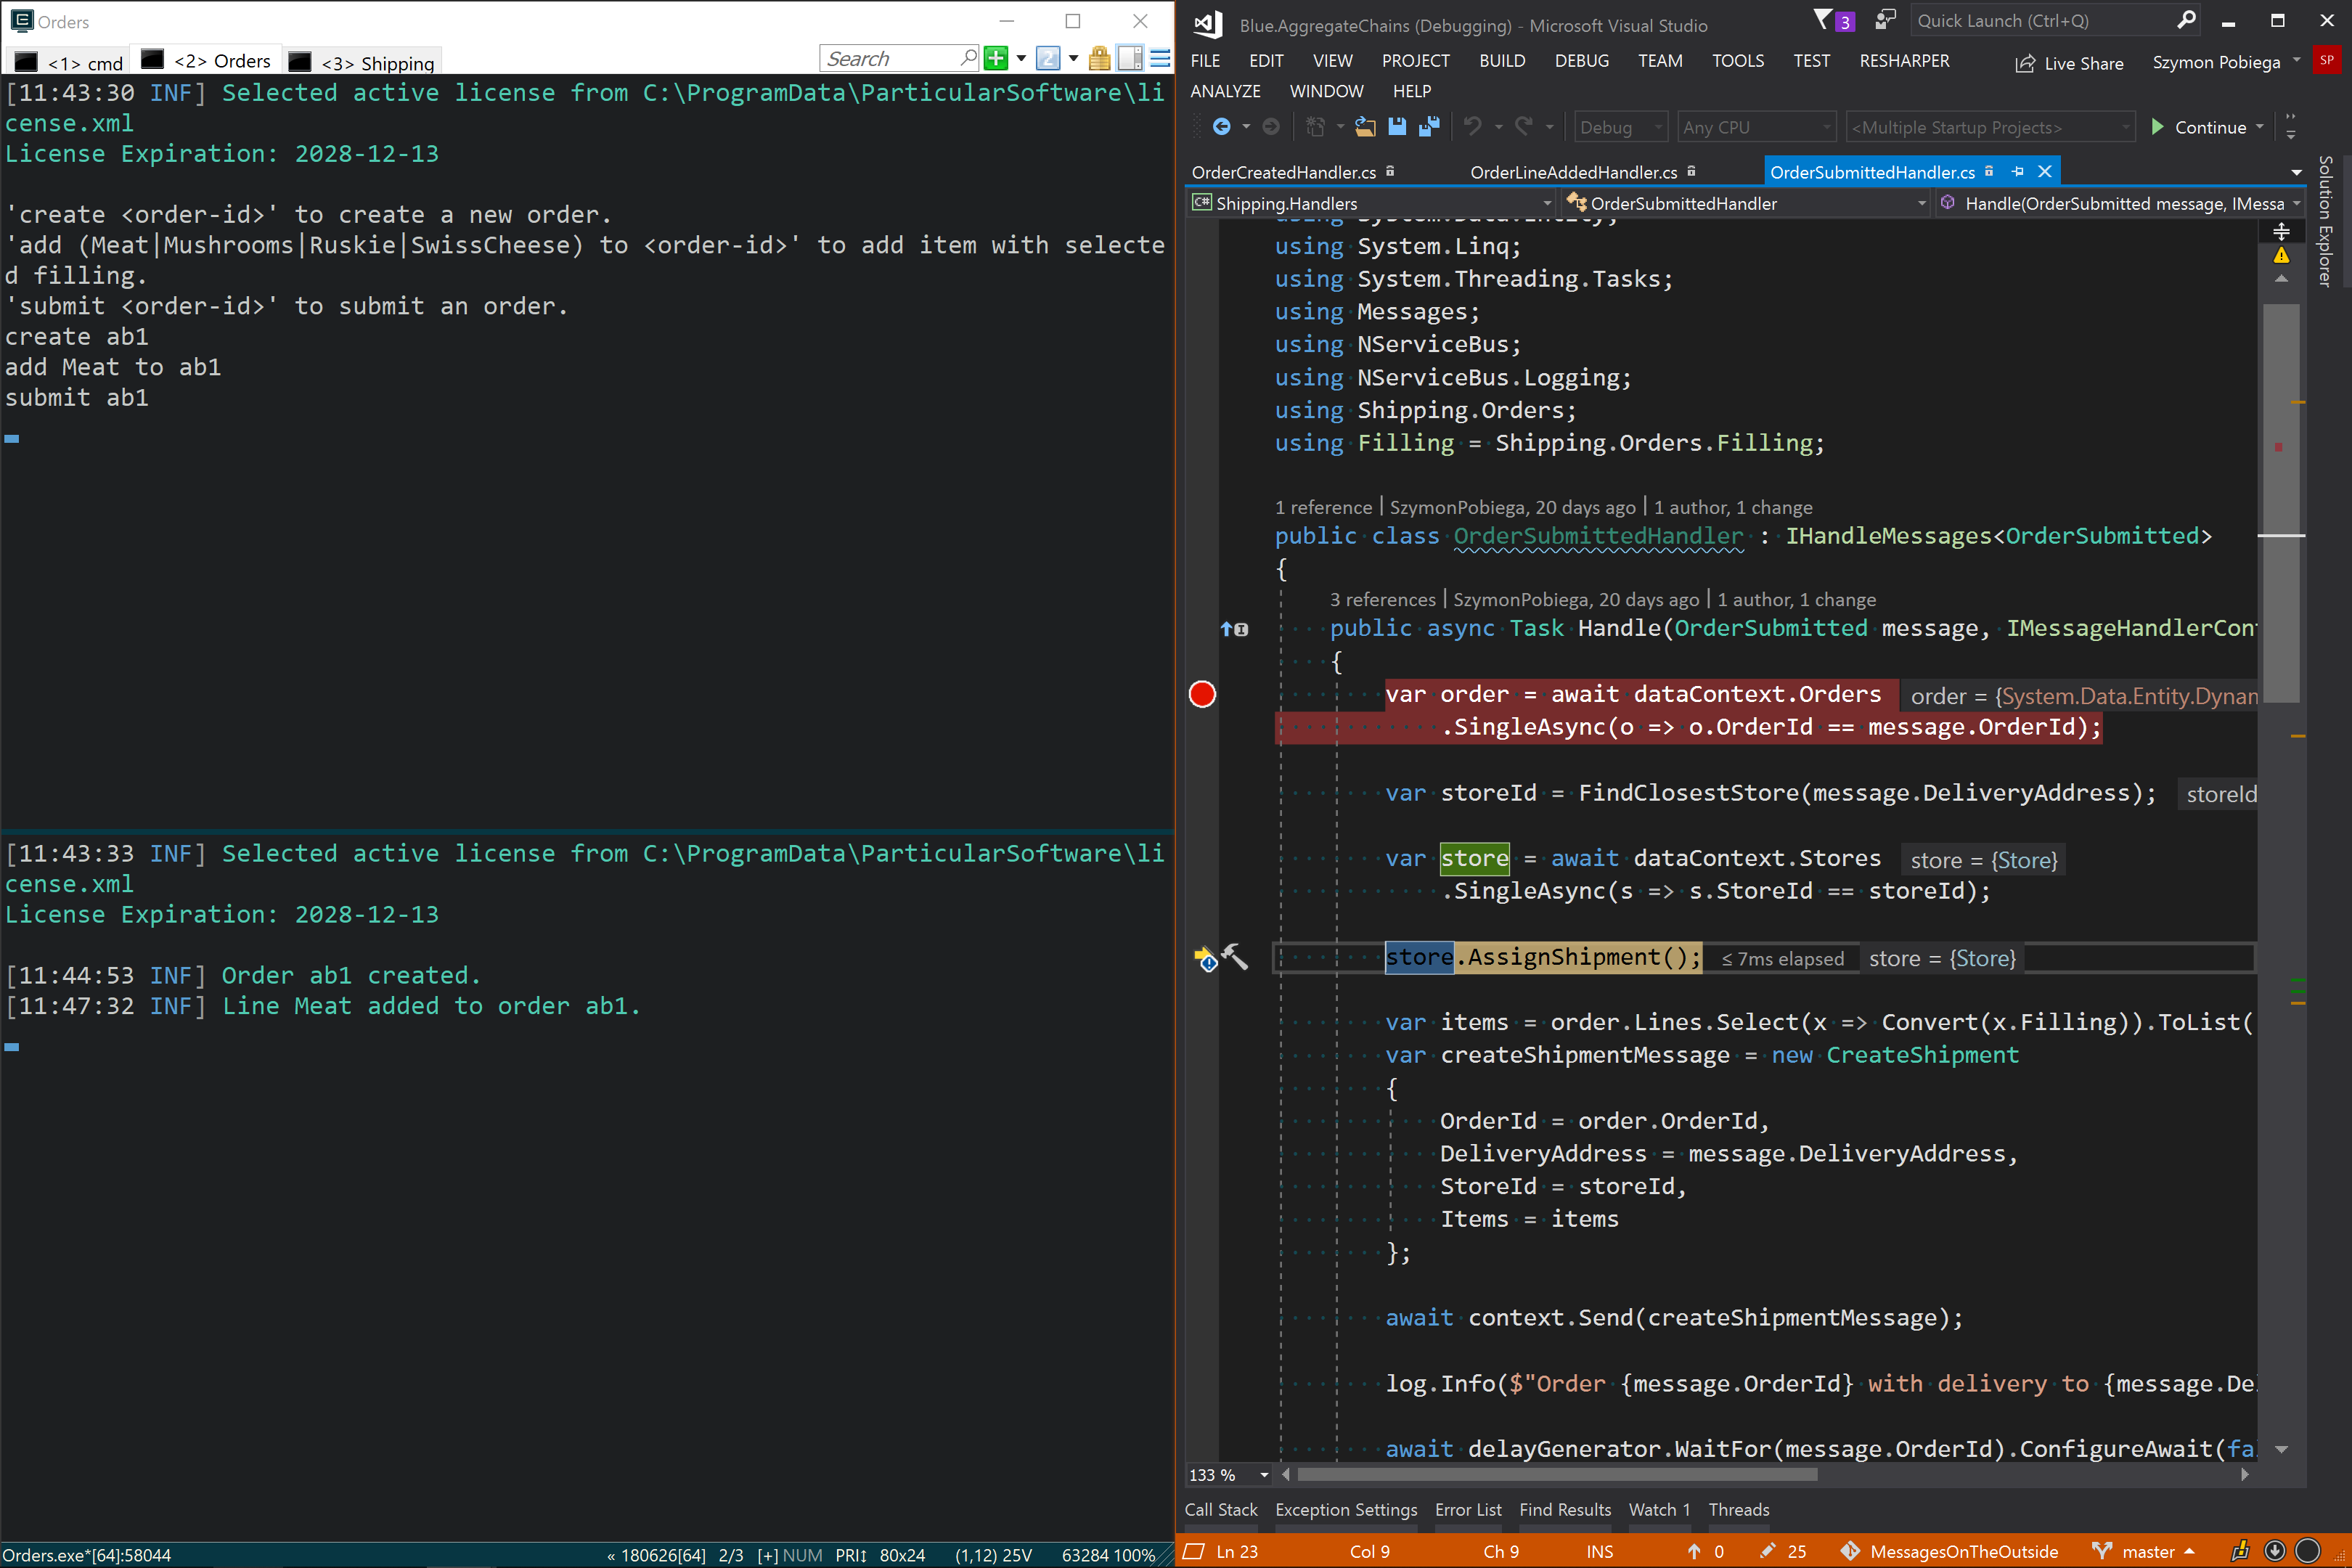 Orders
<1> cmd
<2> Orders
<3> Shipping
Search
2
[11:43:30 INF] Selected active license from C:\ProgramData\ParticularSoftware\li
cense.xml
License Expiration: 2028-12-13
'create <order-id>' to create a new order.
'add (Meat|Mushrooms|Ruskie|SwissCheese) to <order-id>' to add item with selecte
d filling.
'submit <order-id>' to submit an order.
create ab1
add Meat to ab1
submit ab1
[11:43:33 INF] Selected active license from C:\ProgramData\ParticularSoftware\li
cense.xml
License Expiration: 2028-12-13
[11:44:53 INF] Order ab1 created.
[11:47:32 INF] Line Meat added to order ab1.
Orders.exe*[64]:58044
« 180626[64] 2/3 [+] NUM PRI↕ 80x24 (1,12) 25V 63284 100%
Blue.AggregateChains (Debugging) - Microsoft Visual Studio
3
Quick Launch (Ctrl+Q)
FILE EDIT VIEW PROJECT BUILD DEBUG TEAM TOOLS TEST RESHARPER
Live Share
Szymon Pobiega
SP
ANALYZE WINDOW HELP
Debug
Any CPU
<Multiple Startup Projects>
Continue
OrderCreatedHandler.cs
OrderLineAddedHandler.cs
OrderSubmittedHandler.cs
Solution Explorer
C# Shipping.Handlers
OrderSubmittedHandler
Handle(OrderSubmitted message, IMessa
using System.Data.Entity;
using System.Linq;
using System.Threading.Tasks;
using Messages;
using NServiceBus;
using NServiceBus.Logging;
using Shipping.Orders;
using Filling = Shipping.Orders.Filling;
1 reference | SzymonPobiega, 20 days ago | 1 author, 1 change
public class OrderSubmittedHandler : IHandleMessages<OrderSubmitted>
{
3 references | SzymonPobiega, 20 days ago | 1 author, 1 change
public async Task Handle(OrderSubmitted message, IMessageHandlerCon
{
var order = await dataContext.Orders order = {System.Data.Entity.Dynan
.SingleAsync(o => o.OrderId == message.OrderId);
var storeId = FindClosestStore(message.DeliveryAddress); storeId
var store = await dataContext.Stores store = {Store}
.SingleAsync(s => s.StoreId == storeId);
store.AssignShipment(); ≤ 7ms elapsed store = {Store}
var items = order.Lines.Select(x => Convert(x.Filling)).ToList(
var createShipmentMessage = new CreateShipment
{
OrderId = order.OrderId,
DeliveryAddress = message.DeliveryAddress,
StoreId = storeId,
Items = items
};
await context.Send(createShipmentMessage);
log.Info($"Order {message.OrderId} with delivery to {message.De
await delayGenerator.WaitFor(message.OrderId).ConfigureAwait(fa
133 %
Call Stack Exception Settings Error List Find Results Watch 1 Threads
Ln 23 Col 9 Ch 9 INS 0 25 MessagesOnTheOutside master